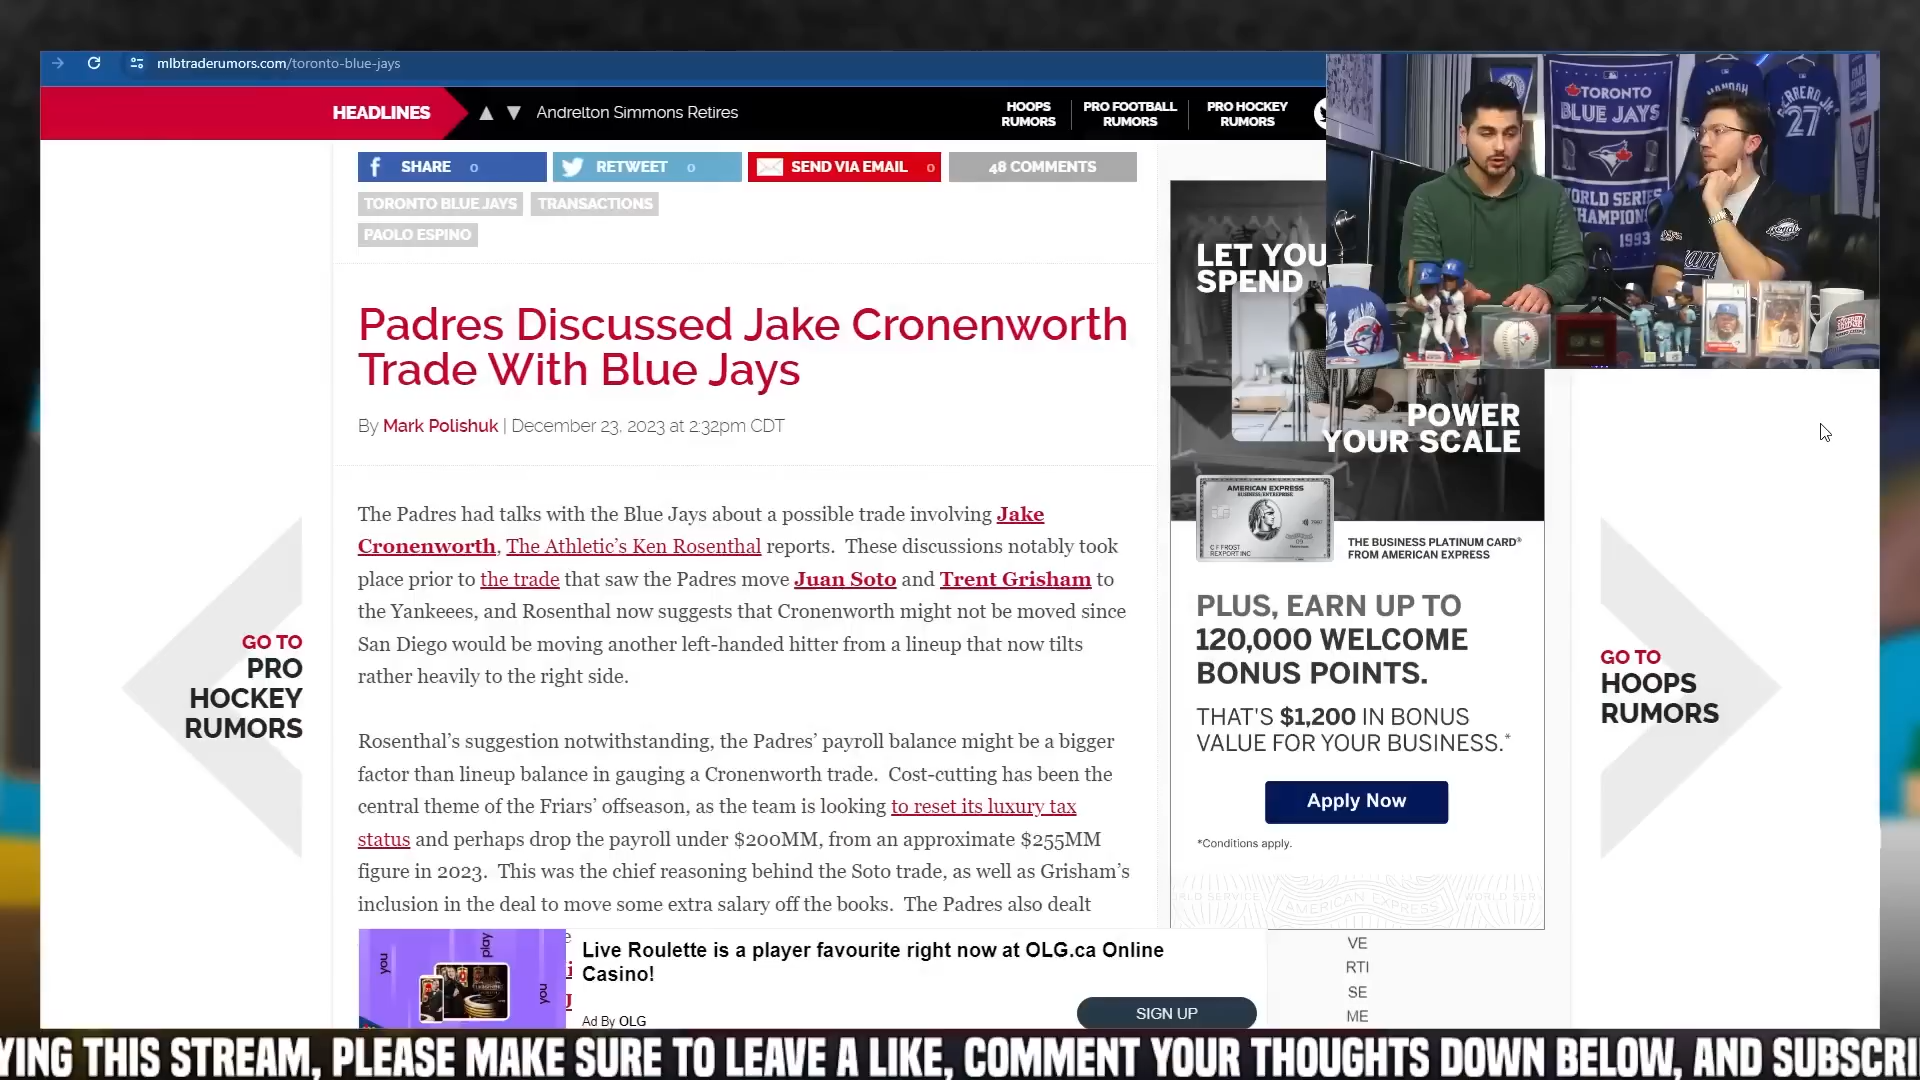 mlbtraderumors.com/toronto-blue-jays
HEADLINES
Andrelton Simmons Retires
HOOPS
RUMORS
PRO FOOTBALL
RUMORS
PRO HOCKEY
RUMORS
SHARE 0
RETWEET 0
SEND VIA EMAIL 0
48 COMMENTS
TORONTO BLUE JAYS
TRANSACTIONS
PAOLO ESPINO
Padres Discussed Jake Cronenworth
Trade With Blue Jays
By Mark Polishuk | December 23, 2023 at 2:32pm CDT
The Padres had talks with the Blue Jays about a possible trade involving Jake
Cronenworth, The Athletic’s Ken Rosenthal reports.  These discussions notably took
place prior to the trade that saw the Padres move Juan Soto and Trent Grisham to
the Yankeees, and Rosenthal now suggests that Cronenworth might not be moved since
San Diego would be moving another left-handed hitter from a lineup that now tilts
rather heavily to the right side.
Rosenthal’s suggestion notwithstanding, the Padres’ payroll balance might be a bigger
factor than lineup balance in gauging a Cronenworth trade.  Cost-cutting has been the
central theme of the Friars’ offseason, as the team is looking to reset its luxury tax
status and perhaps drop the payroll under $200MM, from an approximate $255MM
figure in 2023.  This was the chief reasoning behind the Soto trade, as well as Grisham’s
inclusion in the deal to move some extra salary off the books.  The Padres also dealt
GO TO
PRO
HOCKEY
RUMORS
GO TO
HOOPS
RUMORS
LET YOU
SPEND
POWER
YOUR SCALE
AMERICAN EXPRESS
C F FROST
REXPORT INC
THE BUSINESS PLATINUM CARD®
FROM AMERICAN EXPRESS
PLUS, EARN UP TO
120,000 WELCOME
BONUS POINTS.
THAT'S $1,200 IN BONUS
VALUE FOR YOUR BUSINESS.*
Apply Now
*Conditions apply.
AMERICAN EXPRESS
VE
RTI
SE
ME
you
play
you
Live Roulette is a player favourite right now at OLG.ca Online
Casino!
Ad By OLG
SIGN UP
TORONTO
BLUE JAYS
WORLD SERIES
CHAMPIONS
1993
27
YING THIS STREAM, PLEASE MAKE SURE TO LEAVE A LIKE, COMMENT YOUR THOUGHTS DOWN BELOW, AND SUBSCRI